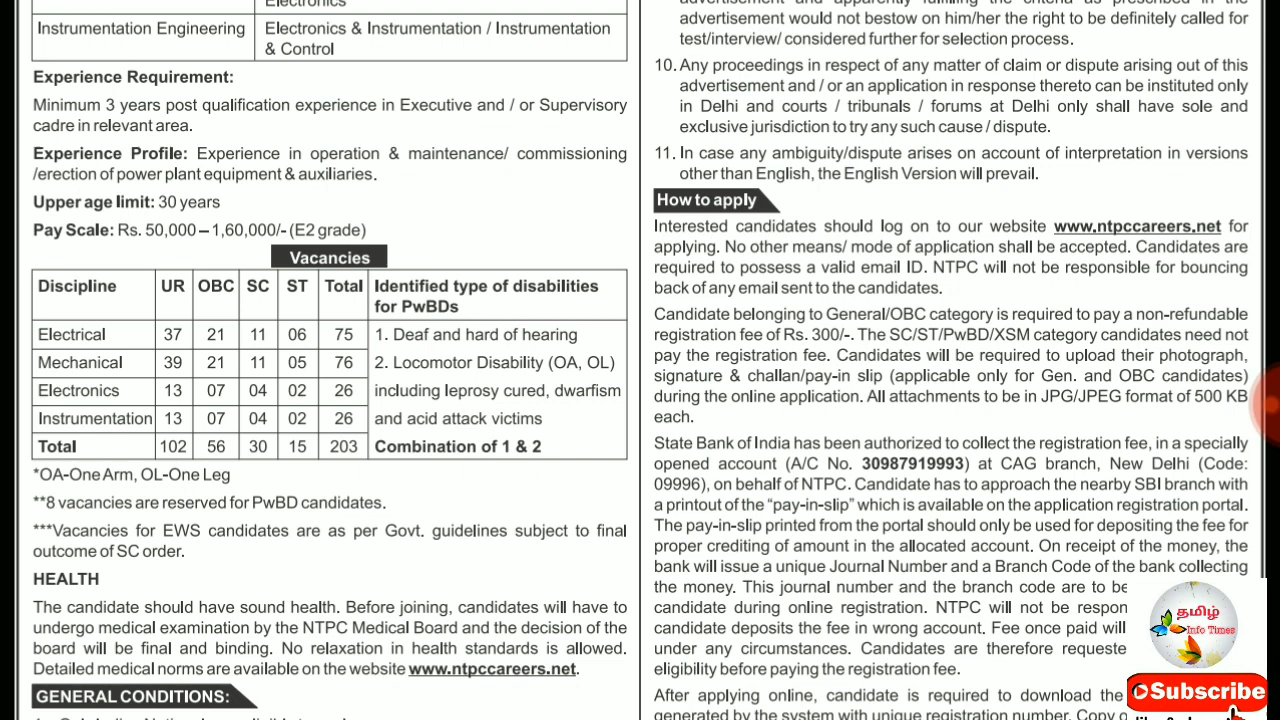 Electronics
Instrumentation Engineering
Electronics & Instrumentation / Instrumentation
& Control
Experience Requirement:
Minimum 3 years post qualification experience in Executive and / or Supervisory
cadre in relevant area.
Experience Profile: Experience in operation & maintenance/ commissioning
/erection of power plant equipment & auxiliaries.
Upper age limit: 30 years
Pay Scale: Rs. 50,000 – 1,60,000/- (E2 grade)
Vacancies
Discipline UR OBC SC ST Total Identified type of disabilities
for PwBDs
Electrical 37 21 11 06 75 1. Deaf and hard of hearing
Mechanical 39 21 11 05 76 2. Locomotor Disability (OA, OL)
Electronics 13 07 04 02 26 including leprosy cured, dwarfism
Instrumentation 13 07 04 02 26 and acid attack victims
Total 102 56 30 15 203 Combination of 1 & 2
*OA-One Arm, OL-One Leg
**8 vacancies are reserved for PwBD candidates.
***Vacancies for EWS candidates are as per Govt. guidelines subject to final
outcome of SC order.
HEALTH
The candidate should have sound health. Before joining, candidates will have to
undergo medical examination by the NTPC Medical Board and the decision of the
board will be final and binding. No relaxation in health standards is allowed.
Detailed medical norms are available on the website www.ntpccareers.net.
GENERAL CONDITIONS:
advertisement and apparently fulfilling the criteria as prescribed in the
advertisement would not bestow on him/her the right to be definitely called for
test/interview/ considered further for selection process.
10. Any proceedings in respect of any matter of claim or dispute arising out of this
advertisement and / or an application in response thereto can be instituted only
in Delhi and courts / tribunals / forums at Delhi only shall have sole and
exclusive jurisdiction to try any such cause / dispute.
11. In case any ambiguity/dispute arises on account of interpretation in versions
other than English, the English Version will prevail.
How to apply
Interested candidates should log on to our website www.ntpccareers.net for
applying. No other means/ mode of application shall be accepted. Candidates are
required to possess a valid email ID. NTPC will not be responsible for bouncing
back of any email sent to the candidates.
Candidate belonging to General/OBC category is required to pay a non-refundable
registration fee of Rs. 300/-. The SC/ST/PwBD/XSM category candidates need not
pay the registration fee. Candidates will be required to upload their photograph,
signature & challan/pay-in slip (applicable only for Gen. and OBC candidates)
during the online application. All attachments to be in JPG/JPEG format of 500 KB
each.
State Bank of India has been authorized to collect the registration fee, in a specially
opened account (A/C No. 30987919993) at CAG branch, New Delhi (Code:
09996), on behalf of NTPC. Candidate has to approach the nearby SBI branch with
a printout of the “pay-in-slip” which is available on the application registration portal.
The pay-in-slip printed from the portal should only be used for depositing the fee for
proper crediting of amount in the allocated account. On receipt of the money, the
bank will issue a unique Journal Number and a Branch Code of the bank collecting
the money. This journal number and the branch code are to be
candidate during online registration. NTPC will not be respon
candidate deposits the fee in wrong account. Fee once paid will
under any circumstances. Candidates are therefore requeste
eligibility before paying the registration fee.
After applying online, candidate is required to download the
generated by the system with unique registration number. Copy
தமிழ்
Info Times
Subscribe